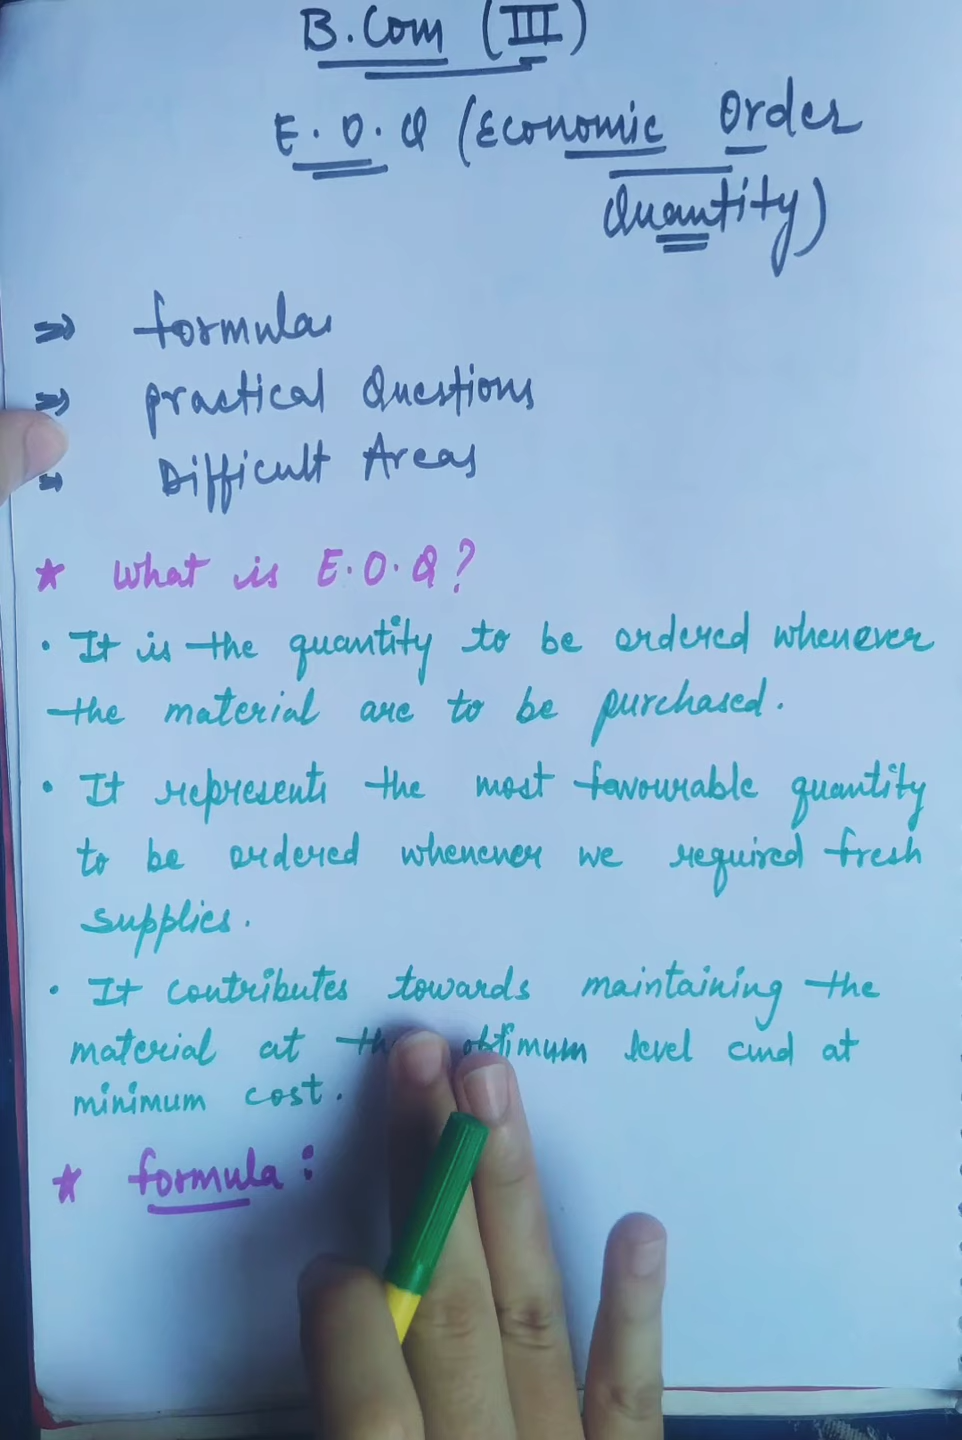 B.Com (III)
E.O.Q (Economic Order
Quantity)
⇒ formulas
⇒ practical Questions
⇒ Difficult Areas
★ What is E.O.Q?
• It is the quantity to be ordered whenever
the material are to be purchased.
• It represents the most favourable quantity
to be ordered whenever we required fresh
supplies.
• It contributes towards maintaining the
material at the optimum level and at
minimum cost.
★ formula: